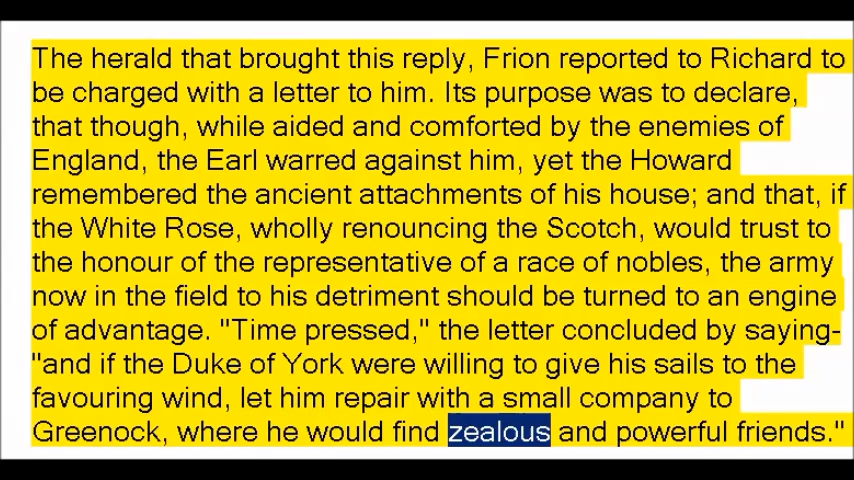 The herald that brought this reply, Frion reported to Richard to
be charged with a letter to him. Its purpose was to declare,
that though, while aided and comforted by the enemies of
England, the Earl warred against him, yet the Howard
remembered the ancient attachments of his house; and that, if
the White Rose, wholly renouncing the Scotch, would trust to
the honour of the representative of a race of nobles, the army
now in the field to his detriment should be turned to an engine
of advantage. "Time pressed," the letter concluded by saying-
"and if the Duke of York were willing to give his sails to the
favouring wind, let him repair with a small company to
Greenock, where he would find zealous and powerful friends."